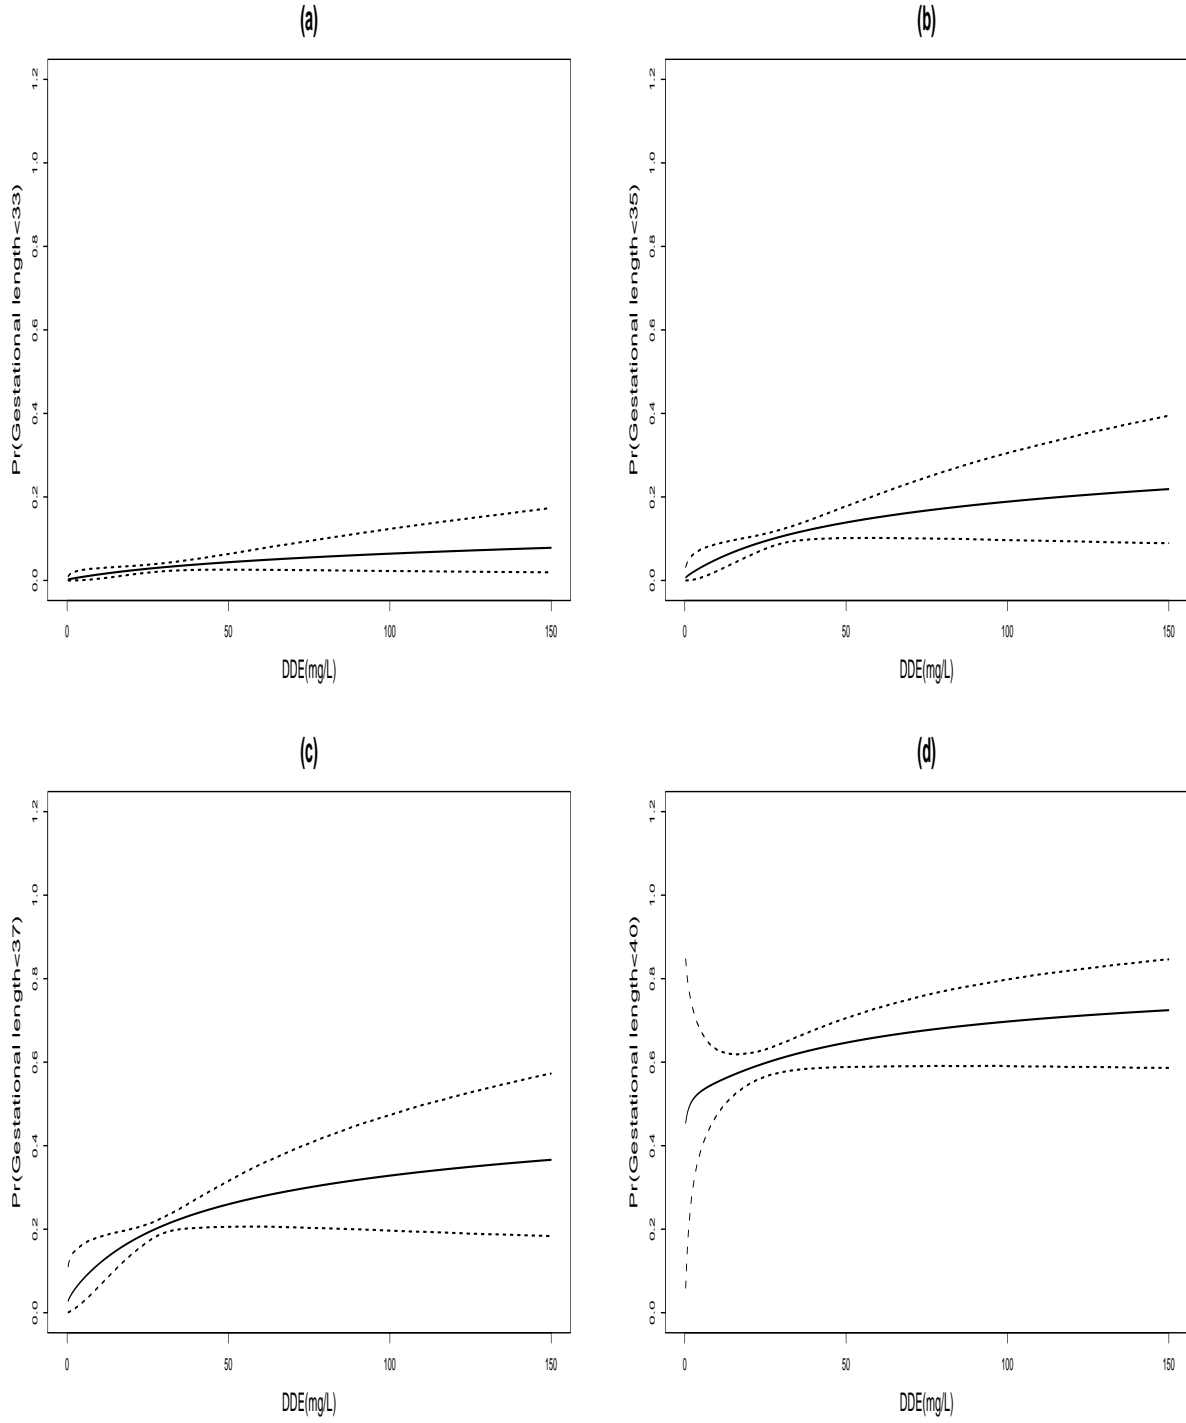 (a)
Pr(Gestational length<33)
0.0 0.2 0.4 0.6 0.8 1.0 1.2
0 50 100 150
DDE(mg/L)
(b)
Pr(Gestational length<35)
0.0 0.2 0.4 0.6 0.8 1.0 1.2
0 50 100 150
DDE(mg/L)
(c)
Pr(Gestational length<37)
0.0 0.2 0.4 0.6 0.8 1.0 1.2
0 50 100 150
DDE(mg/L)
(d)
Pr(Gestational length<40)
0.0 0.2 0.4 0.6 0.8 1.0 1.2
0 50 100 150
DDE(mg/L)